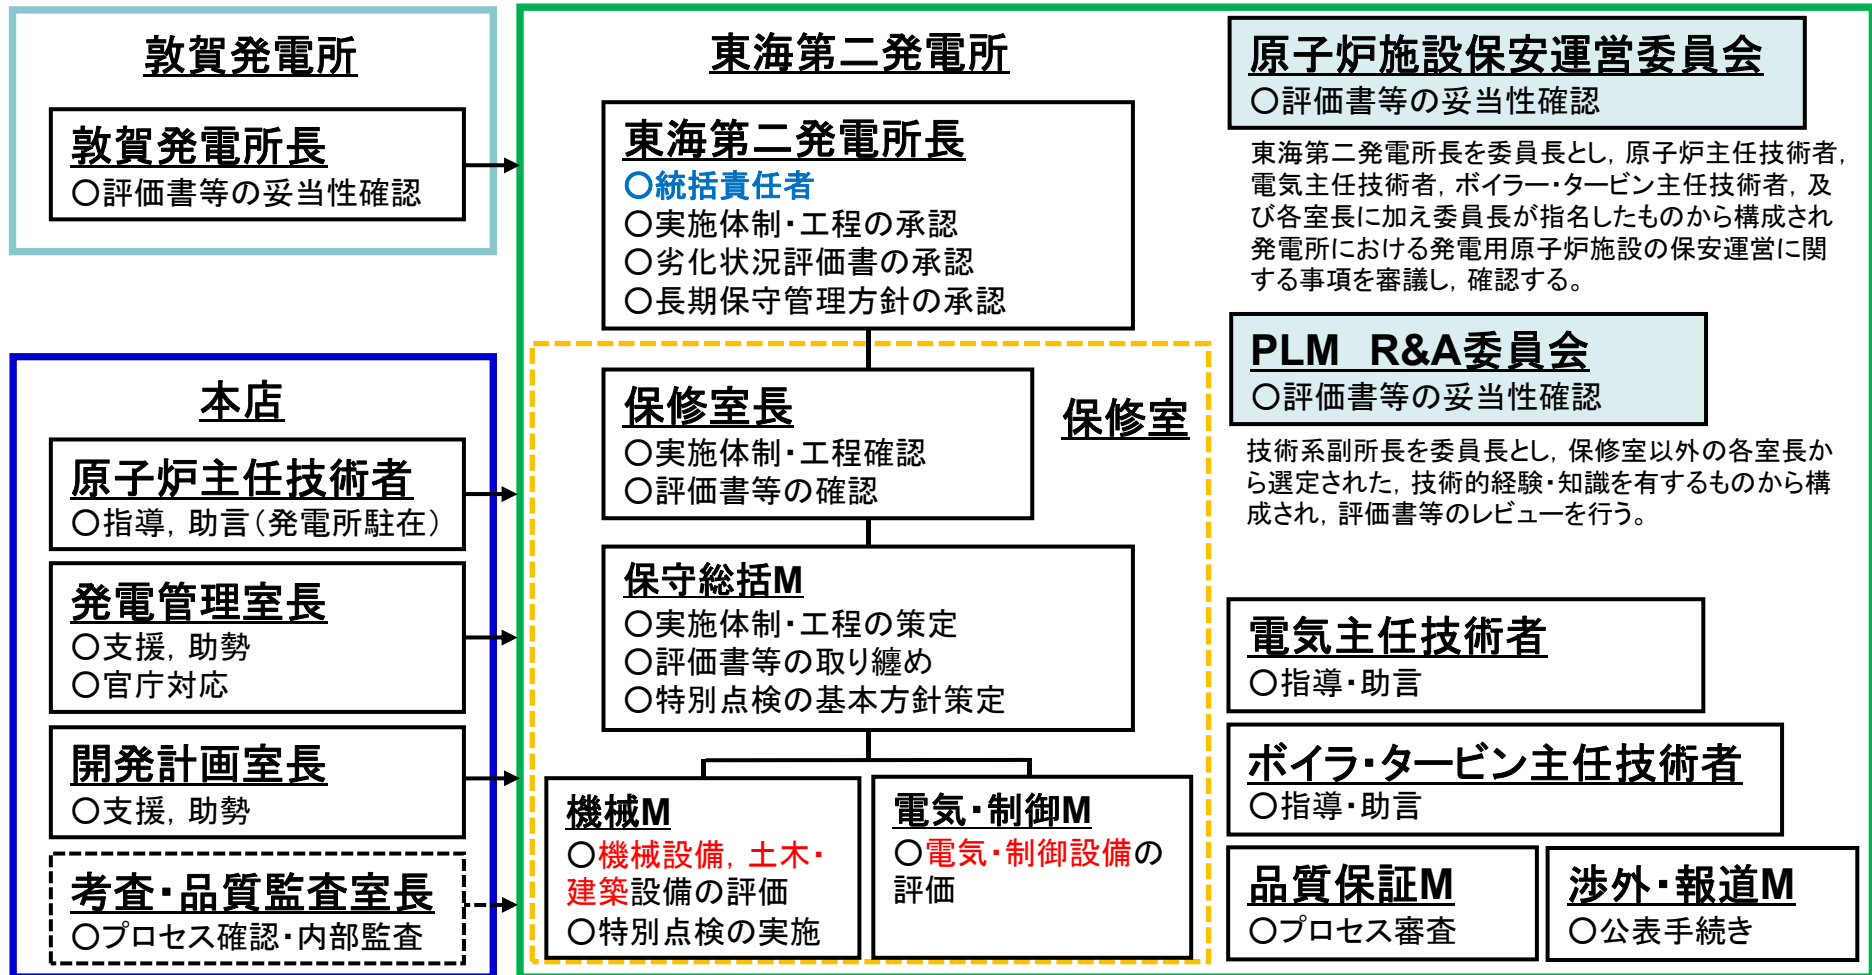 敦賀発電所
敦賀発電所長
○評価書等の妥当性確認
本店
原子炉主任技術者
○指導，助言（発電所駐在）
発電管理室長
○支援，助勢
○官庁対応
開発計画室長
○支援，助勢
考査・品質監査室長
○プロセス確認・内部監査
東海第二発電所
東海第二発電所長
○統括責任者
○実施体制・工程の承認
○劣化状況評価書の承認
○長期保守管理方針の承認
保修室
保修室長
○実施体制・工程確認
○評価書等の確認
保守総括M
○実施体制・工程の策定
○評価書等の取り纏め
○特別点検の基本方針策定
機械M
○機械設備，土木・
建築設備の評価
○特別点検の実施
電気・制御M
○電気・制御設備の
評価
原子炉施設保安運営委員会
○評価書等の妥当性確認
東海第二発電所長を委員長とし，原子炉主任技術者，
電気主任技術者，ボイラー・タービン主任技術者，及
び各室長に加え委員長が指名したものから構成され
発電所における発電用原子炉施設の保安運営に関
する事項を審議し，確認する。
PLM　R&A委員会
○評価書等の妥当性確認
技術系副所長を委員長とし，保修室以外の各室長か
ら選定された，技術的経験・知識を有するものから構
成され，評価書等のレビューを行う。
電気主任技術者
○指導・助言
ボイラ・タービン主任技術者
○指導・助言
品質保証M
○プロセス審査
渉外・報道M
○公表手続き